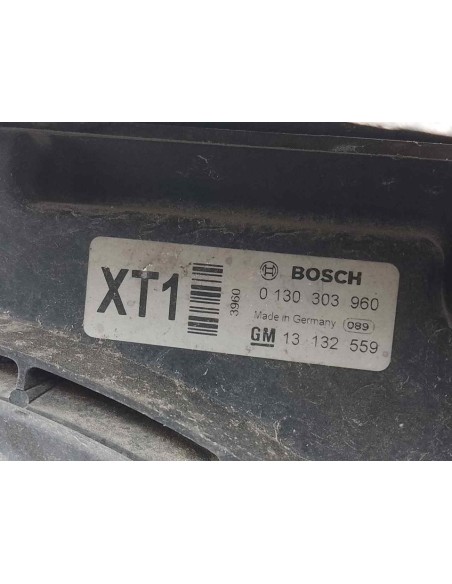 XT1
3960
BOSCH
0 130 303 960
Made in Germany 089
GM 13 132 559